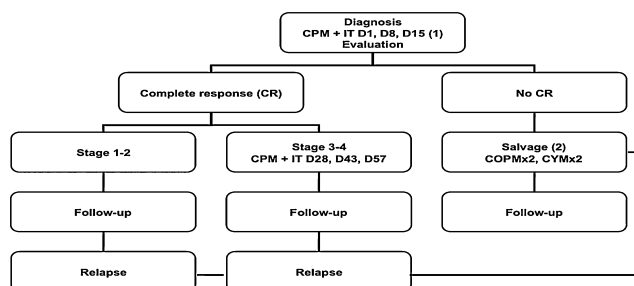 Diagnosis
CPM + IT D1, D8, D15 (1)
Evaluation
Complete response (CR)
No CR
Stage 1-2
Stage 3-4
CPM + IT D28, D43, D57
Salvage (2)
COPMx2, CYMx2
Follow-up
Follow-up
Follow-up
Relapse
Relapse